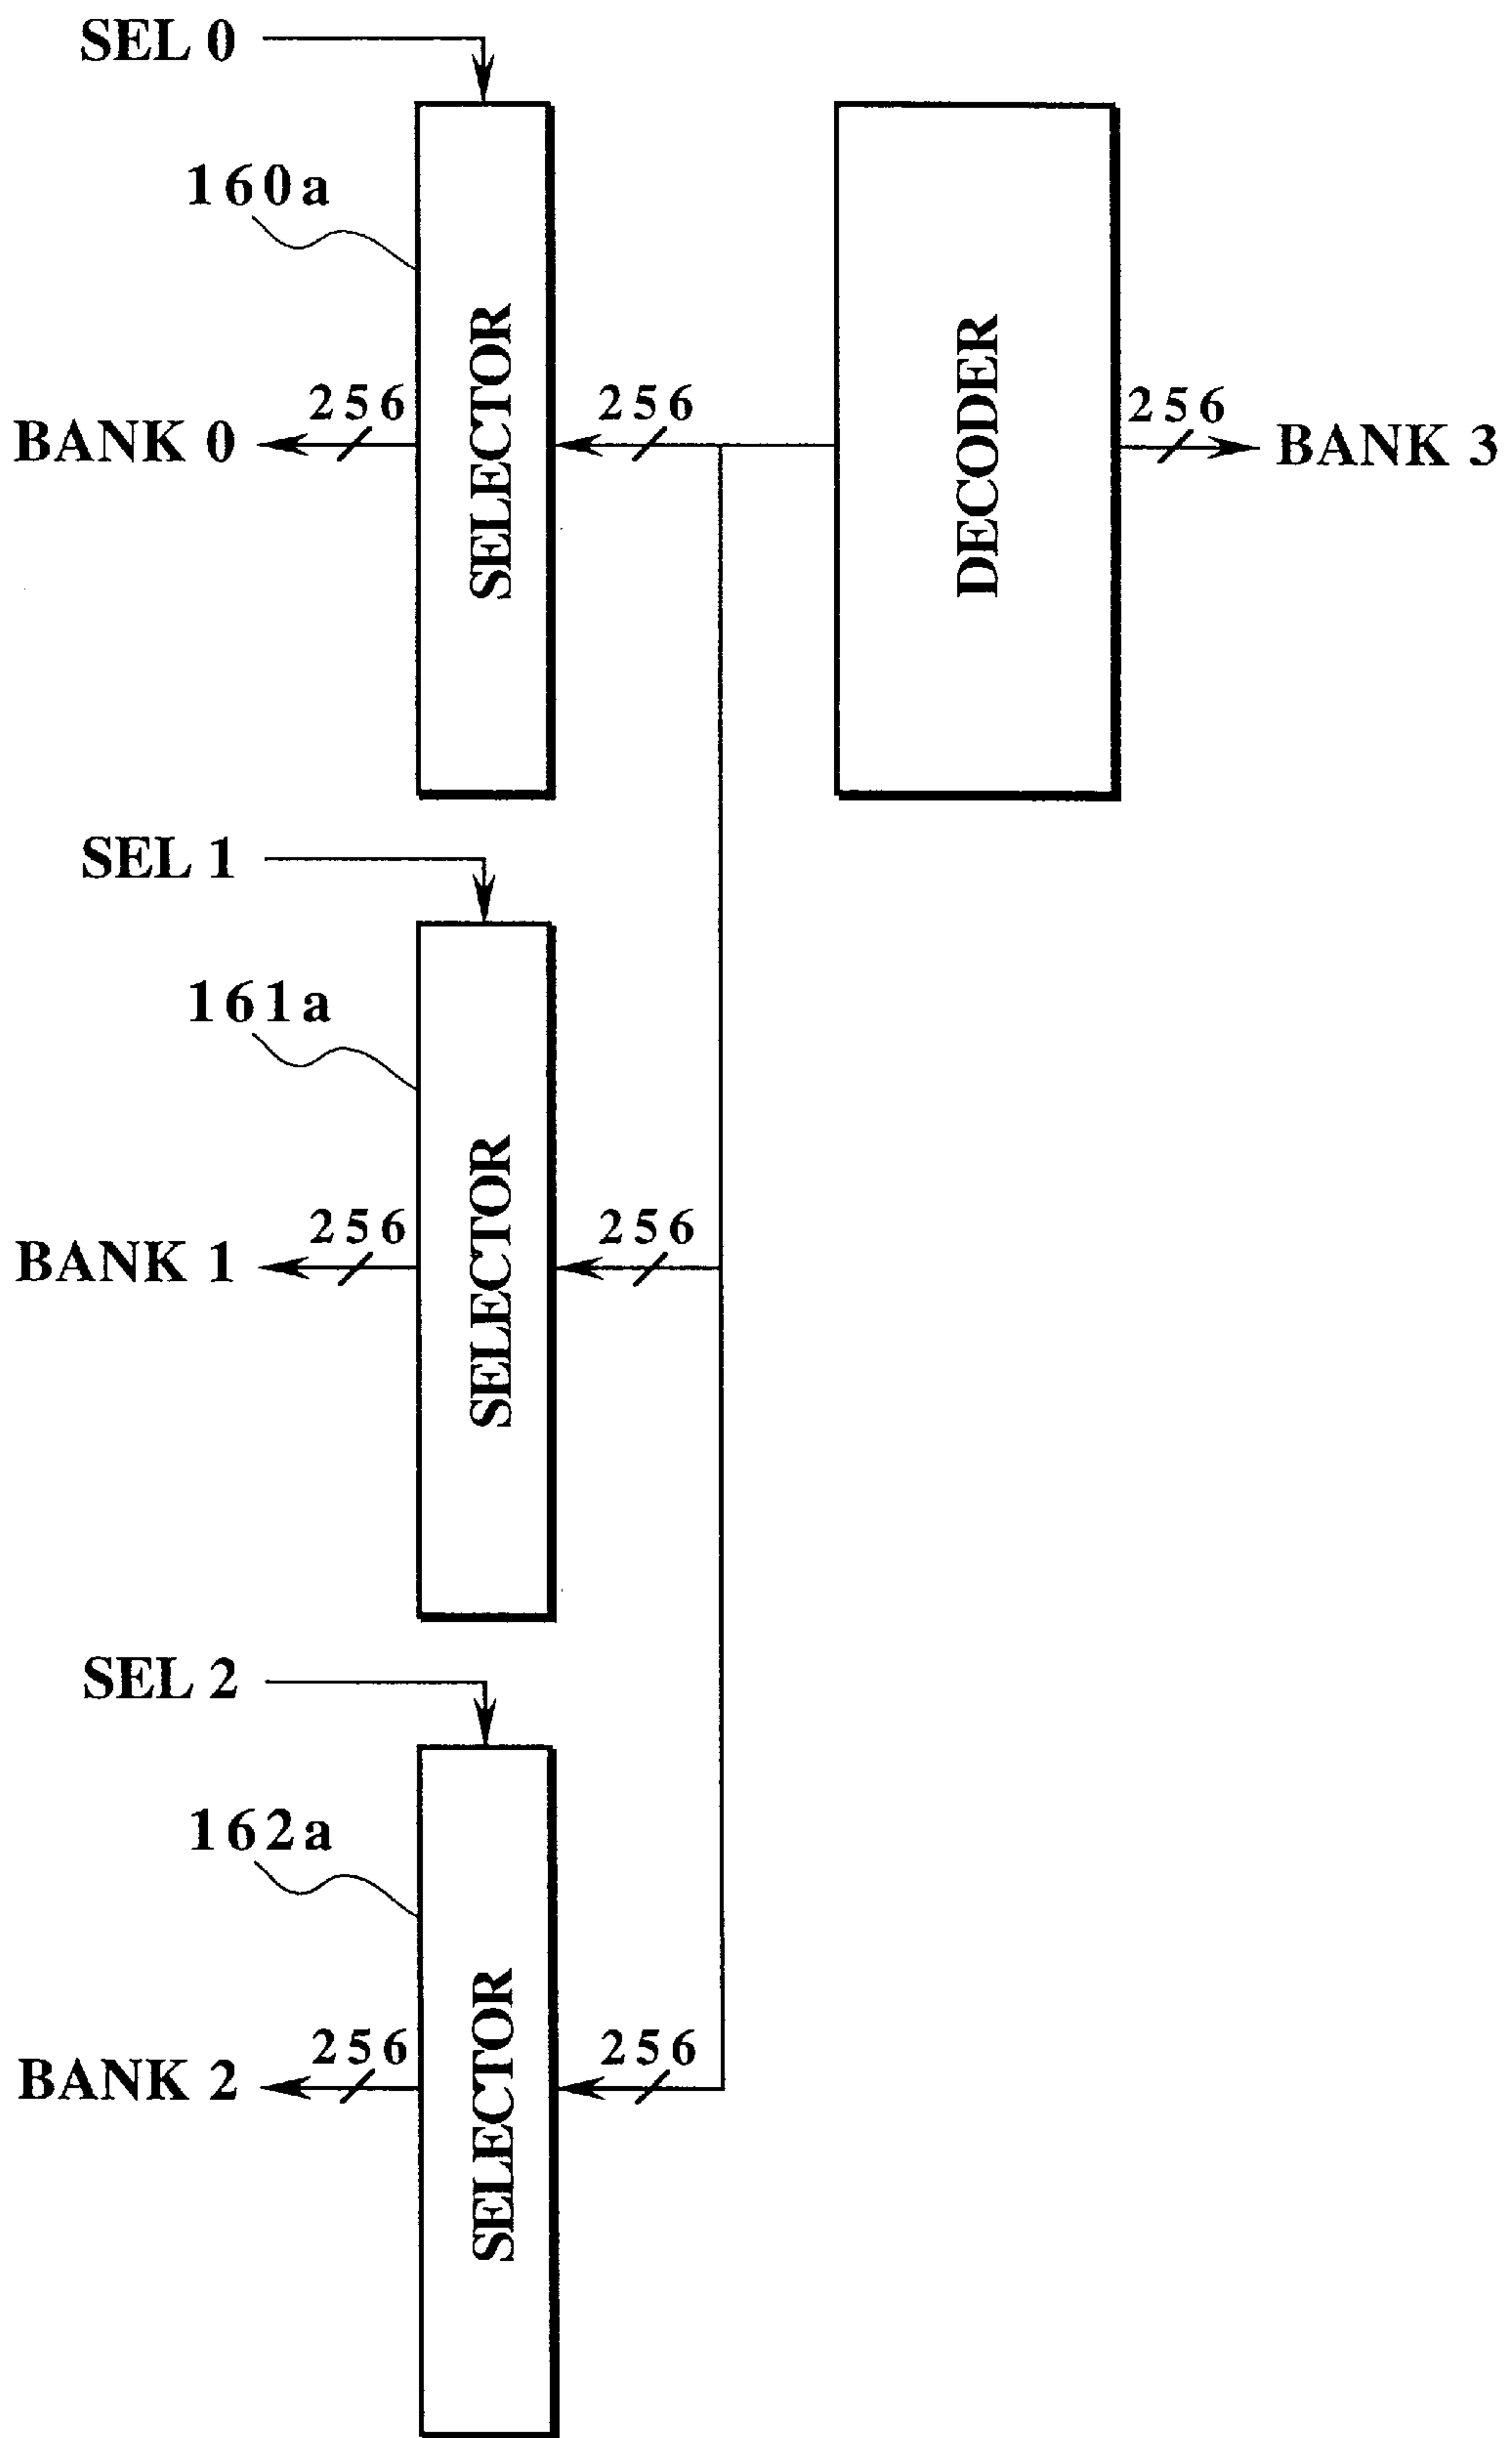 SEL 0
160a
SELECTOR
DECODER
256
256
256
BANK 0
BANK 3
SEL 1
161a
SELECTOR
256
256
BANK 1
SEL 2
162a
SELECTOR
256
256
BANK 2